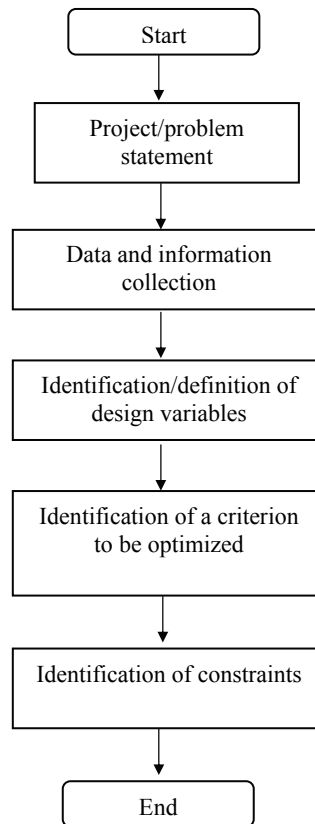 Start
Project/problem
statement
Data and information
collection
Identification/definition of
design variables
Identification of a criterion
to be optimized
Identification of constraints
End